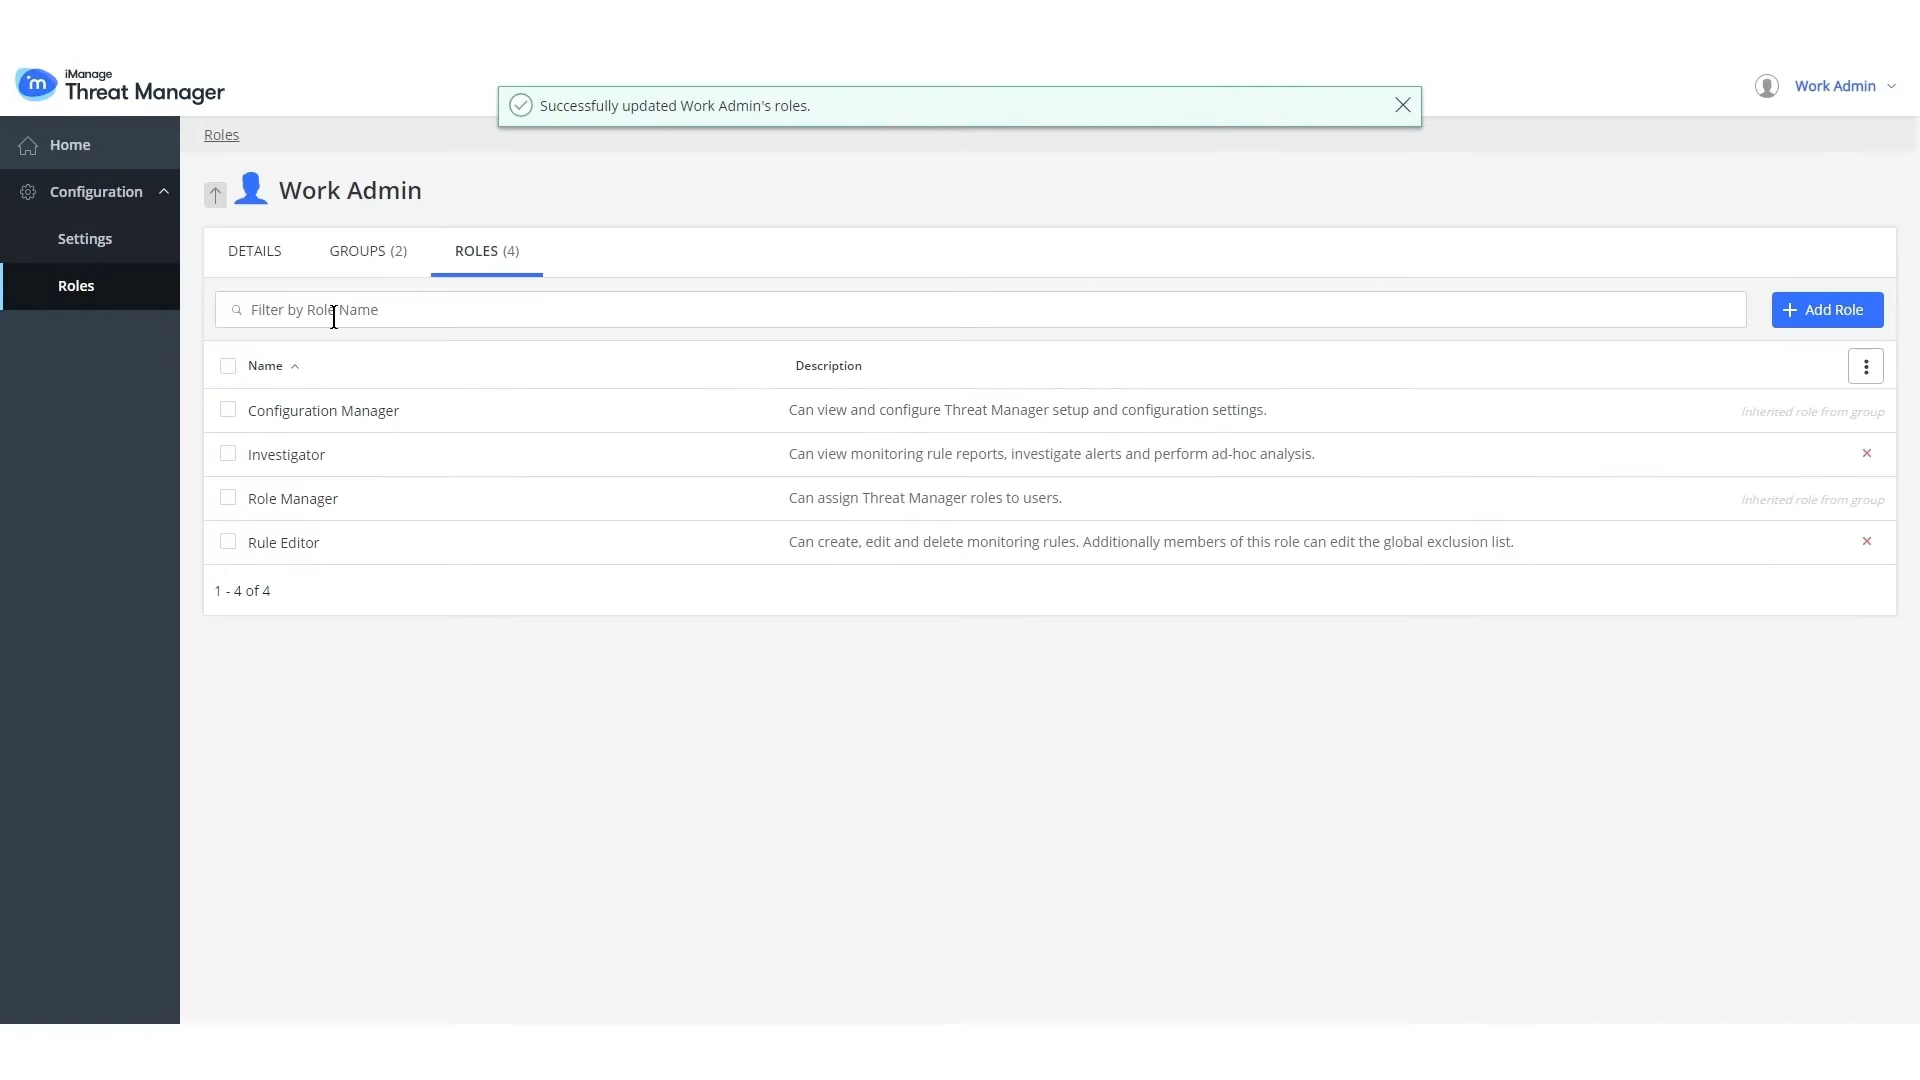 iManage
Threat Manager
Successfully updated Work Admin's roles.
Work Admin
Home
Configuration
Settings
Roles
Roles
Work Admin
DETAILS GROUPS (2) ROLES (4)
Filter by Role Name
Add Role
Name Description
Configuration Manager Can view and configure Threat Manager setup and configuration settings. Inherited role from group
Investigator Can view monitoring rule reports, investigate alerts and perform ad-hoc analysis.
Role Manager Can assign Threat Manager roles to users. Inherited role from group
Rule Editor Can create, edit and delete monitoring rules. Additionally members of this role can edit the global exclusion list.
1 - 4 of 4